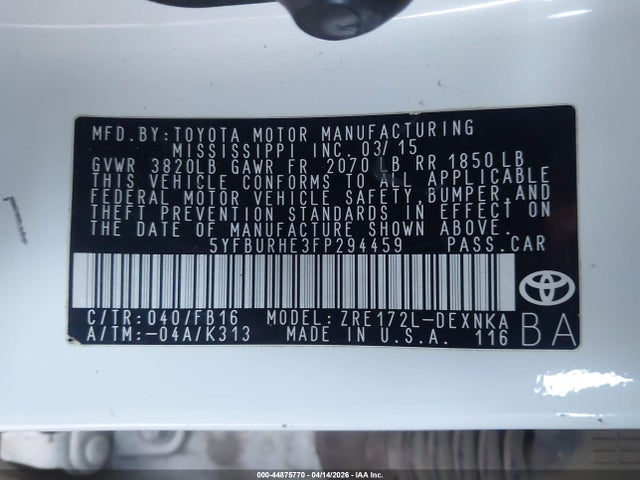 MFD.BY:TOYOTA MOTOR MANUFACTURING
MISSISSIPPI INC. 03/15
GVWR 3820LB GAWR FR 2070 LB RR 1850 LB
THIS VEHICLE CONFORMS TO ALL APPLICABLE
FEDERAL MOTOR VEHICLE SAFETY,BUMPER,AND
THEFT PREVENTION STANDARDS IN EFFECT ON
THE DATE OF MANUFACTURE SHOWN ABOVE.
5YFBURHE3FP294459 PASS.CAR
C/TR:040/FB16 MODEL:ZRE172L-DEXNKA
A/TM:-04A/K313 MADE IN U.S.A. 116 BA
000-44875770 - 04/14/2026 - IAA Inc.